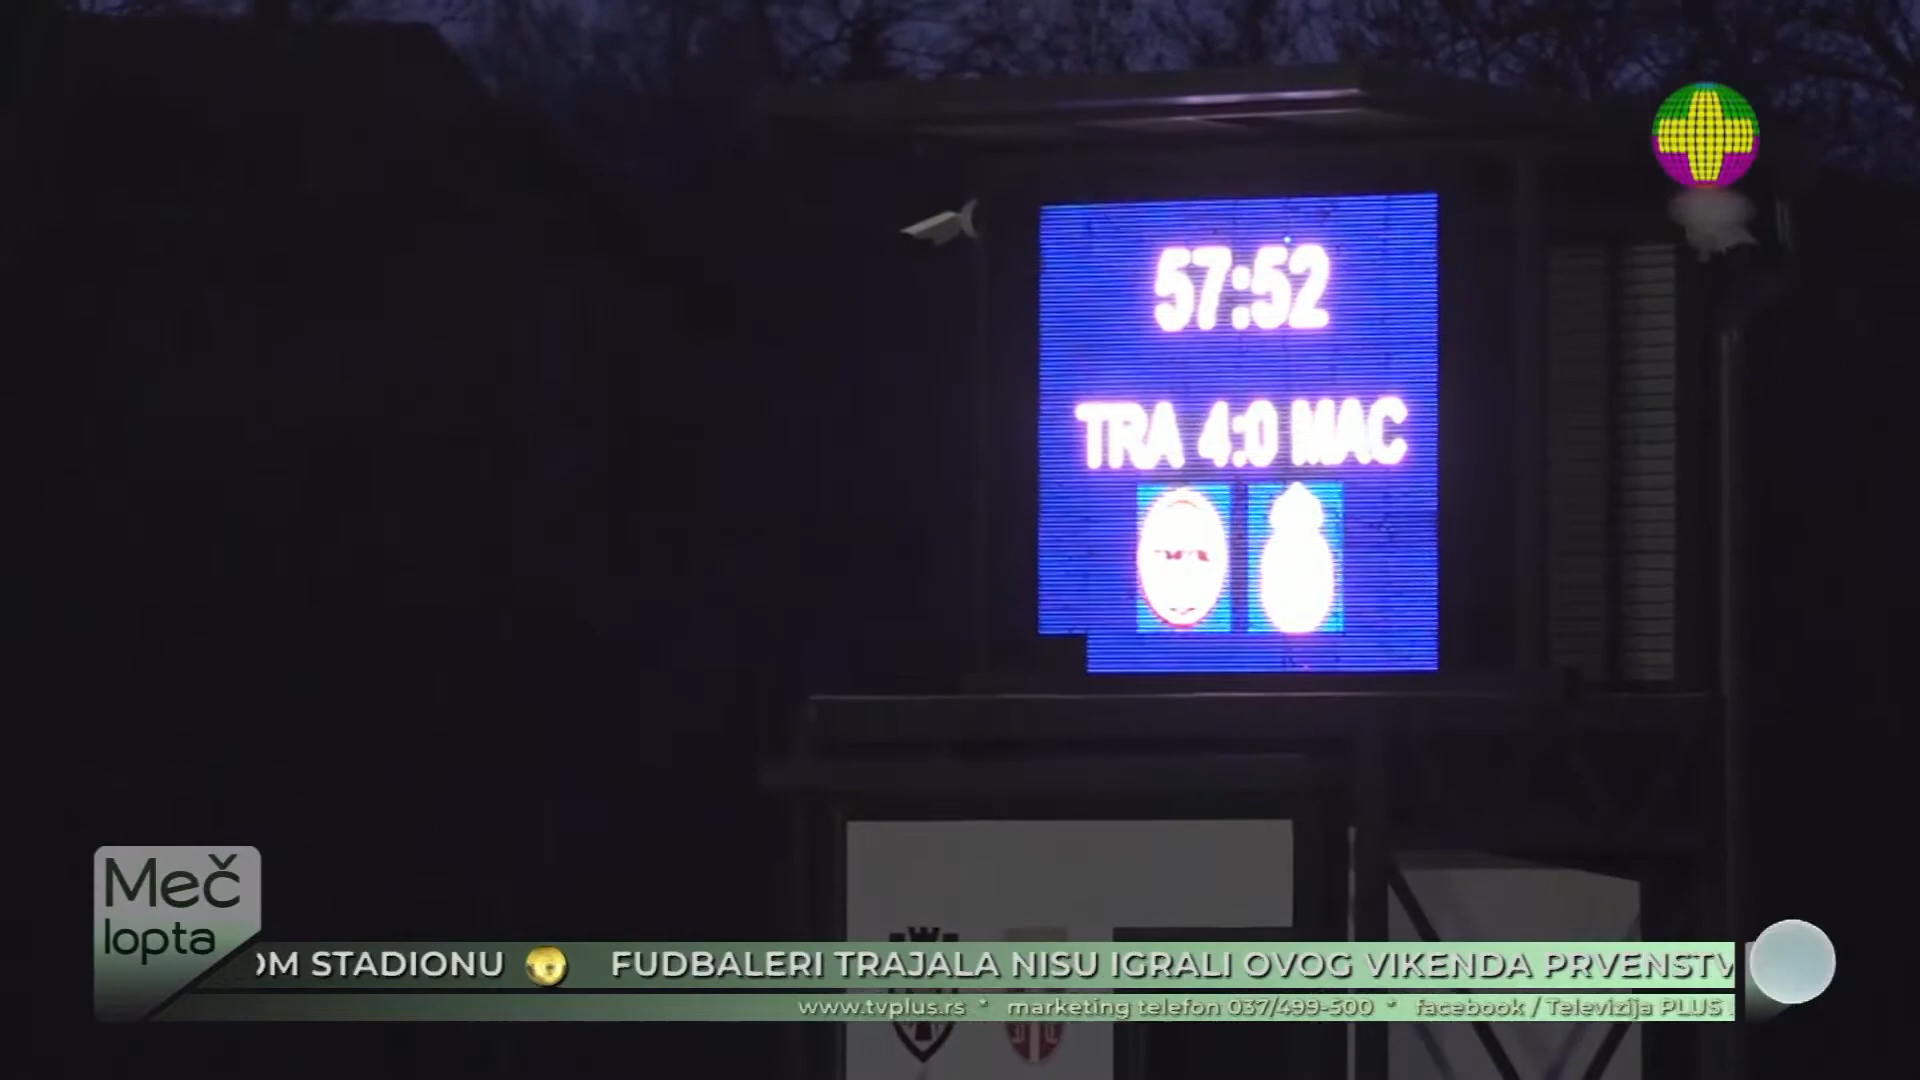 57:52
TRA 4:0 MAC
Meč
lopta
OM STADIONU FUDBALERI TRAJALA NISU IGRALI OVOG VIKENDA PRVENSTV
www.tvplus.rs * marketing telefon 037/499-500 * facebook / Televizija PLUS